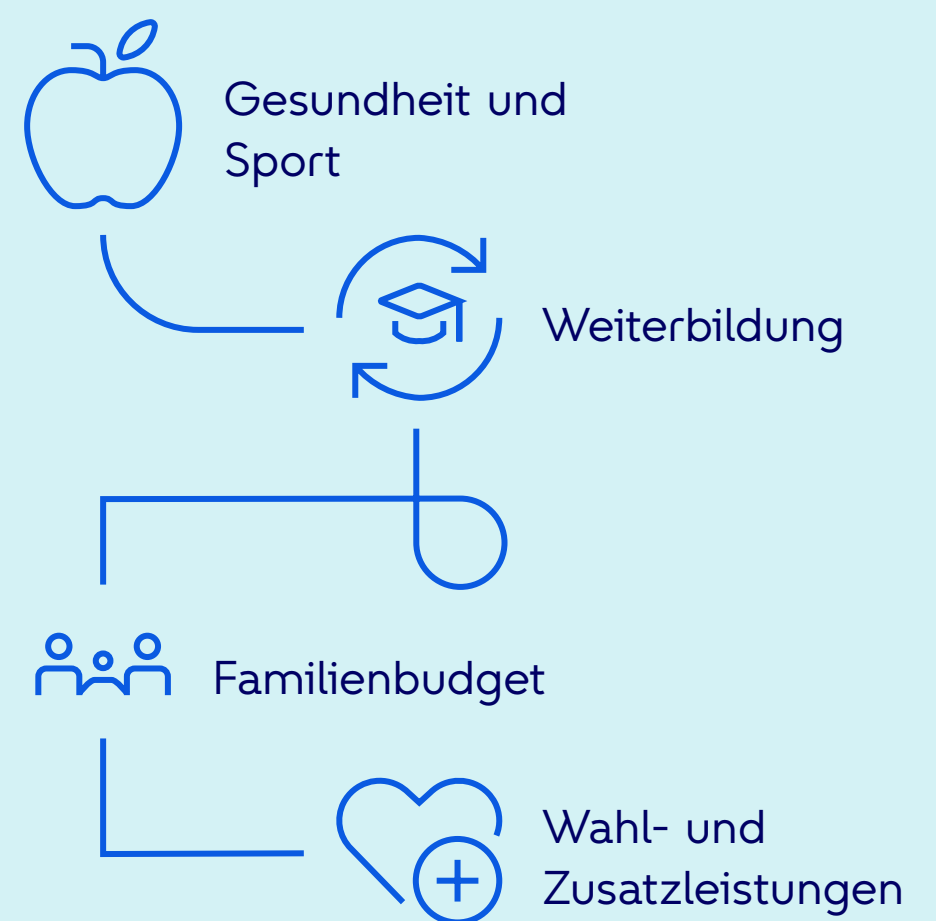 Gesundheit und
Sport
Weiterbildung
Familienbudget
Wahl- und
Zusatzleistungen